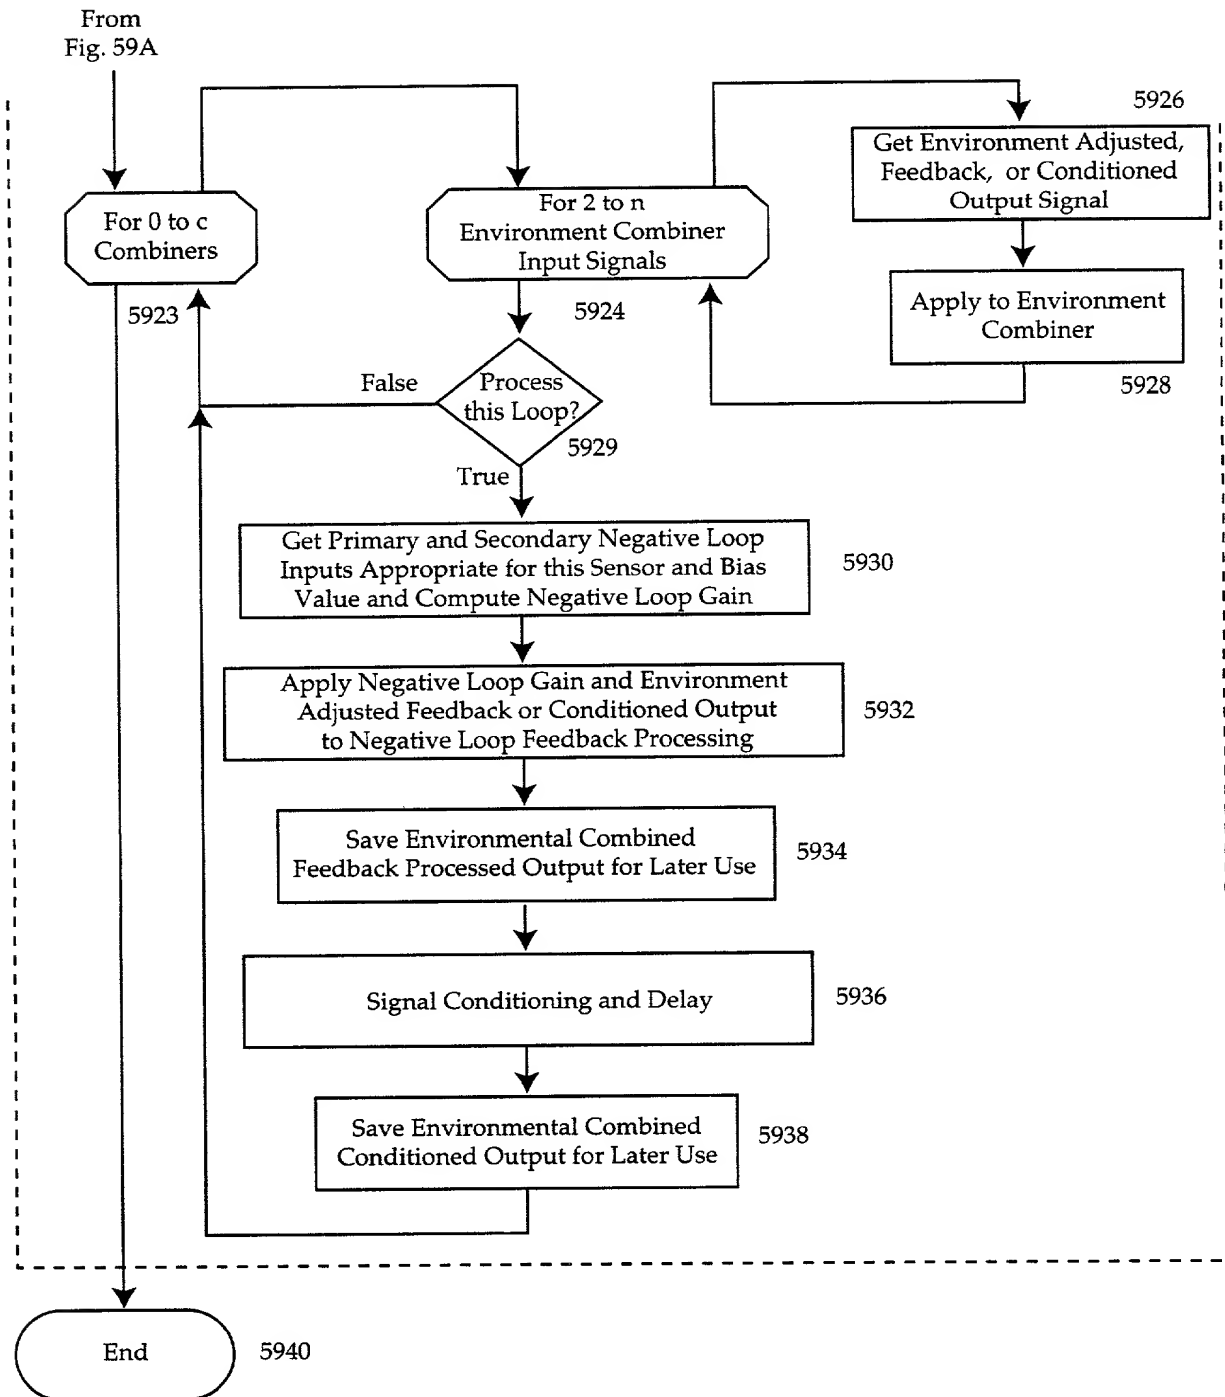 From
Fig. 59A
5926
Get Environment Adjusted,
Feedback, or Conditioned
Output Signal
For 0 to c
Combiners
5923
For 2 to n
Environment Combiner
Input Signals
5924
Apply to Environment
Combiner
5928
False
Process
this Loop?
5929
True
Get Primary and Secondary Negative Loop
Inputs Appropriate for this Sensor and Bias
Value and Compute Negative Loop Gain
5930
Apply Negative Loop Gain and Environment
Adjusted Feedback or Conditioned Output
to Negative Loop Feedback Processing
5932
Save Environmental Combined
Feedback Processed Output for Later Use
5934
Signal Conditioning and Delay
5936
Save Environmental Combined
Conditioned Output for Later Use
5938
End
5940